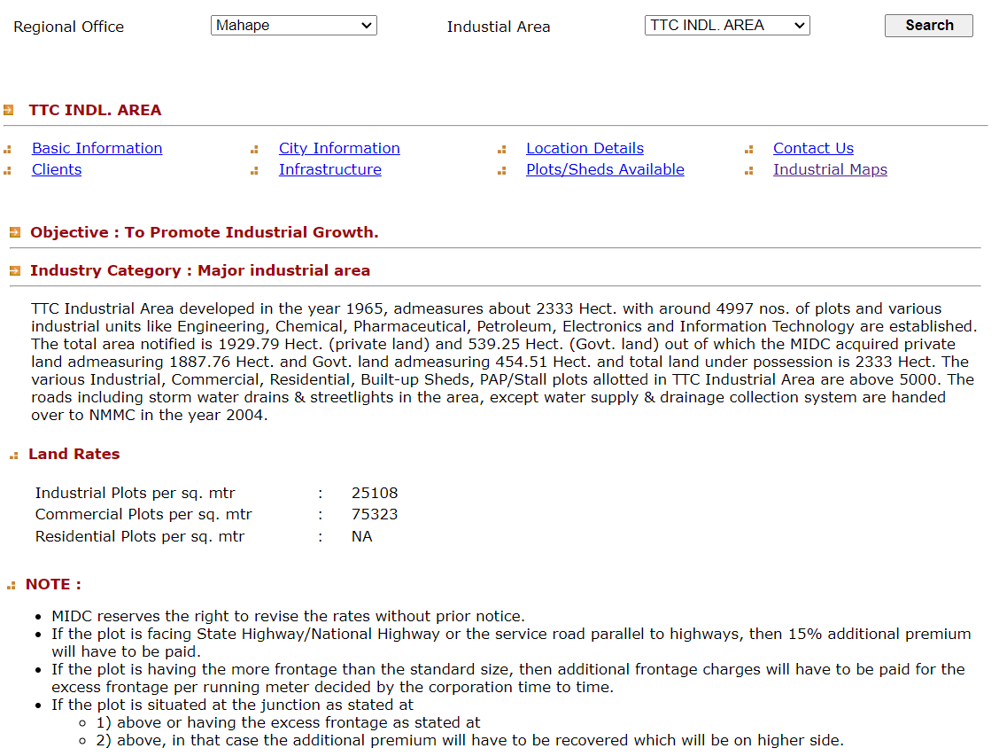 Regional Office Mahape Industial Area TTC INDL. AREA Search
TTC INDL. AREA
Basic Information City Information Location Details Contact Us
Clients Infrastructure Plots/Sheds Available Industrial Maps
Objective : To Promote Industrial Growth.
Industry Category : Major industrial area
TTC Industrial Area developed in the year 1965, admeasures about 2333 Hect. with around 4997 nos. of plots and various
industrial units like Engineering, Chemical, Pharmaceutical, Petroleum, Electronics and Information Technology are established.
The total area notified is 1929.79 Hect. (private land) and 539.25 Hect. (Govt. land) out of which the MIDC acquired private
land admeasuring 1887.76 Hect. and Govt. land admeasuring 454.51 Hect. and total land under possession is 2333 Hect. The
various Industrial, Commercial, Residential, Built-up Sheds, PAP/Stall plots allotted in TTC Industrial Area are above 5000. The
roads including storm water drains & streetlights in the area, except water supply & drainage collection system are handed
over to NMMC in the year 2004.
Land Rates
Industrial Plots per sq. mtr : 25108
Commercial Plots per sq. mtr : 75323
Residential Plots per sq. mtr : NA
NOTE :
• MIDC reserves the right to revise the rates without prior notice.
• If the plot is facing State Highway/National Highway or the service road parallel to highways, then 15% additional premium
will have to be paid.
• If the plot is having the more frontage than the standard size, then additional frontage charges will have to be paid for the
excess frontage per running meter decided by the corporation time to time.
• If the plot is situated at the junction as stated at
◦ 1) above or having the excess frontage as stated at
◦ 2) above, in that case the additional premium will have to be recovered which will be on higher side.